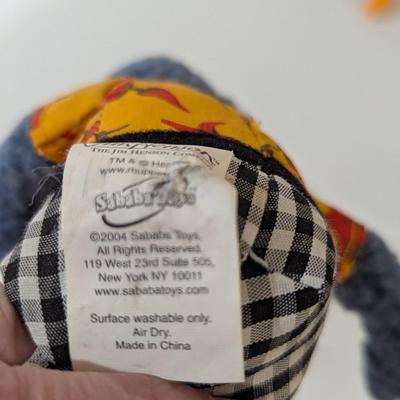 THE JIM HENSON COM
TM & © Hen
www.muppe
Sababa Toys
©2004 Sababa Toys,
All Rights Reserved.
119 West 23rd Suite 505,
New York NY 10011
www.sababatoys.com
Surface washable only.
Air Dry.
Made in China